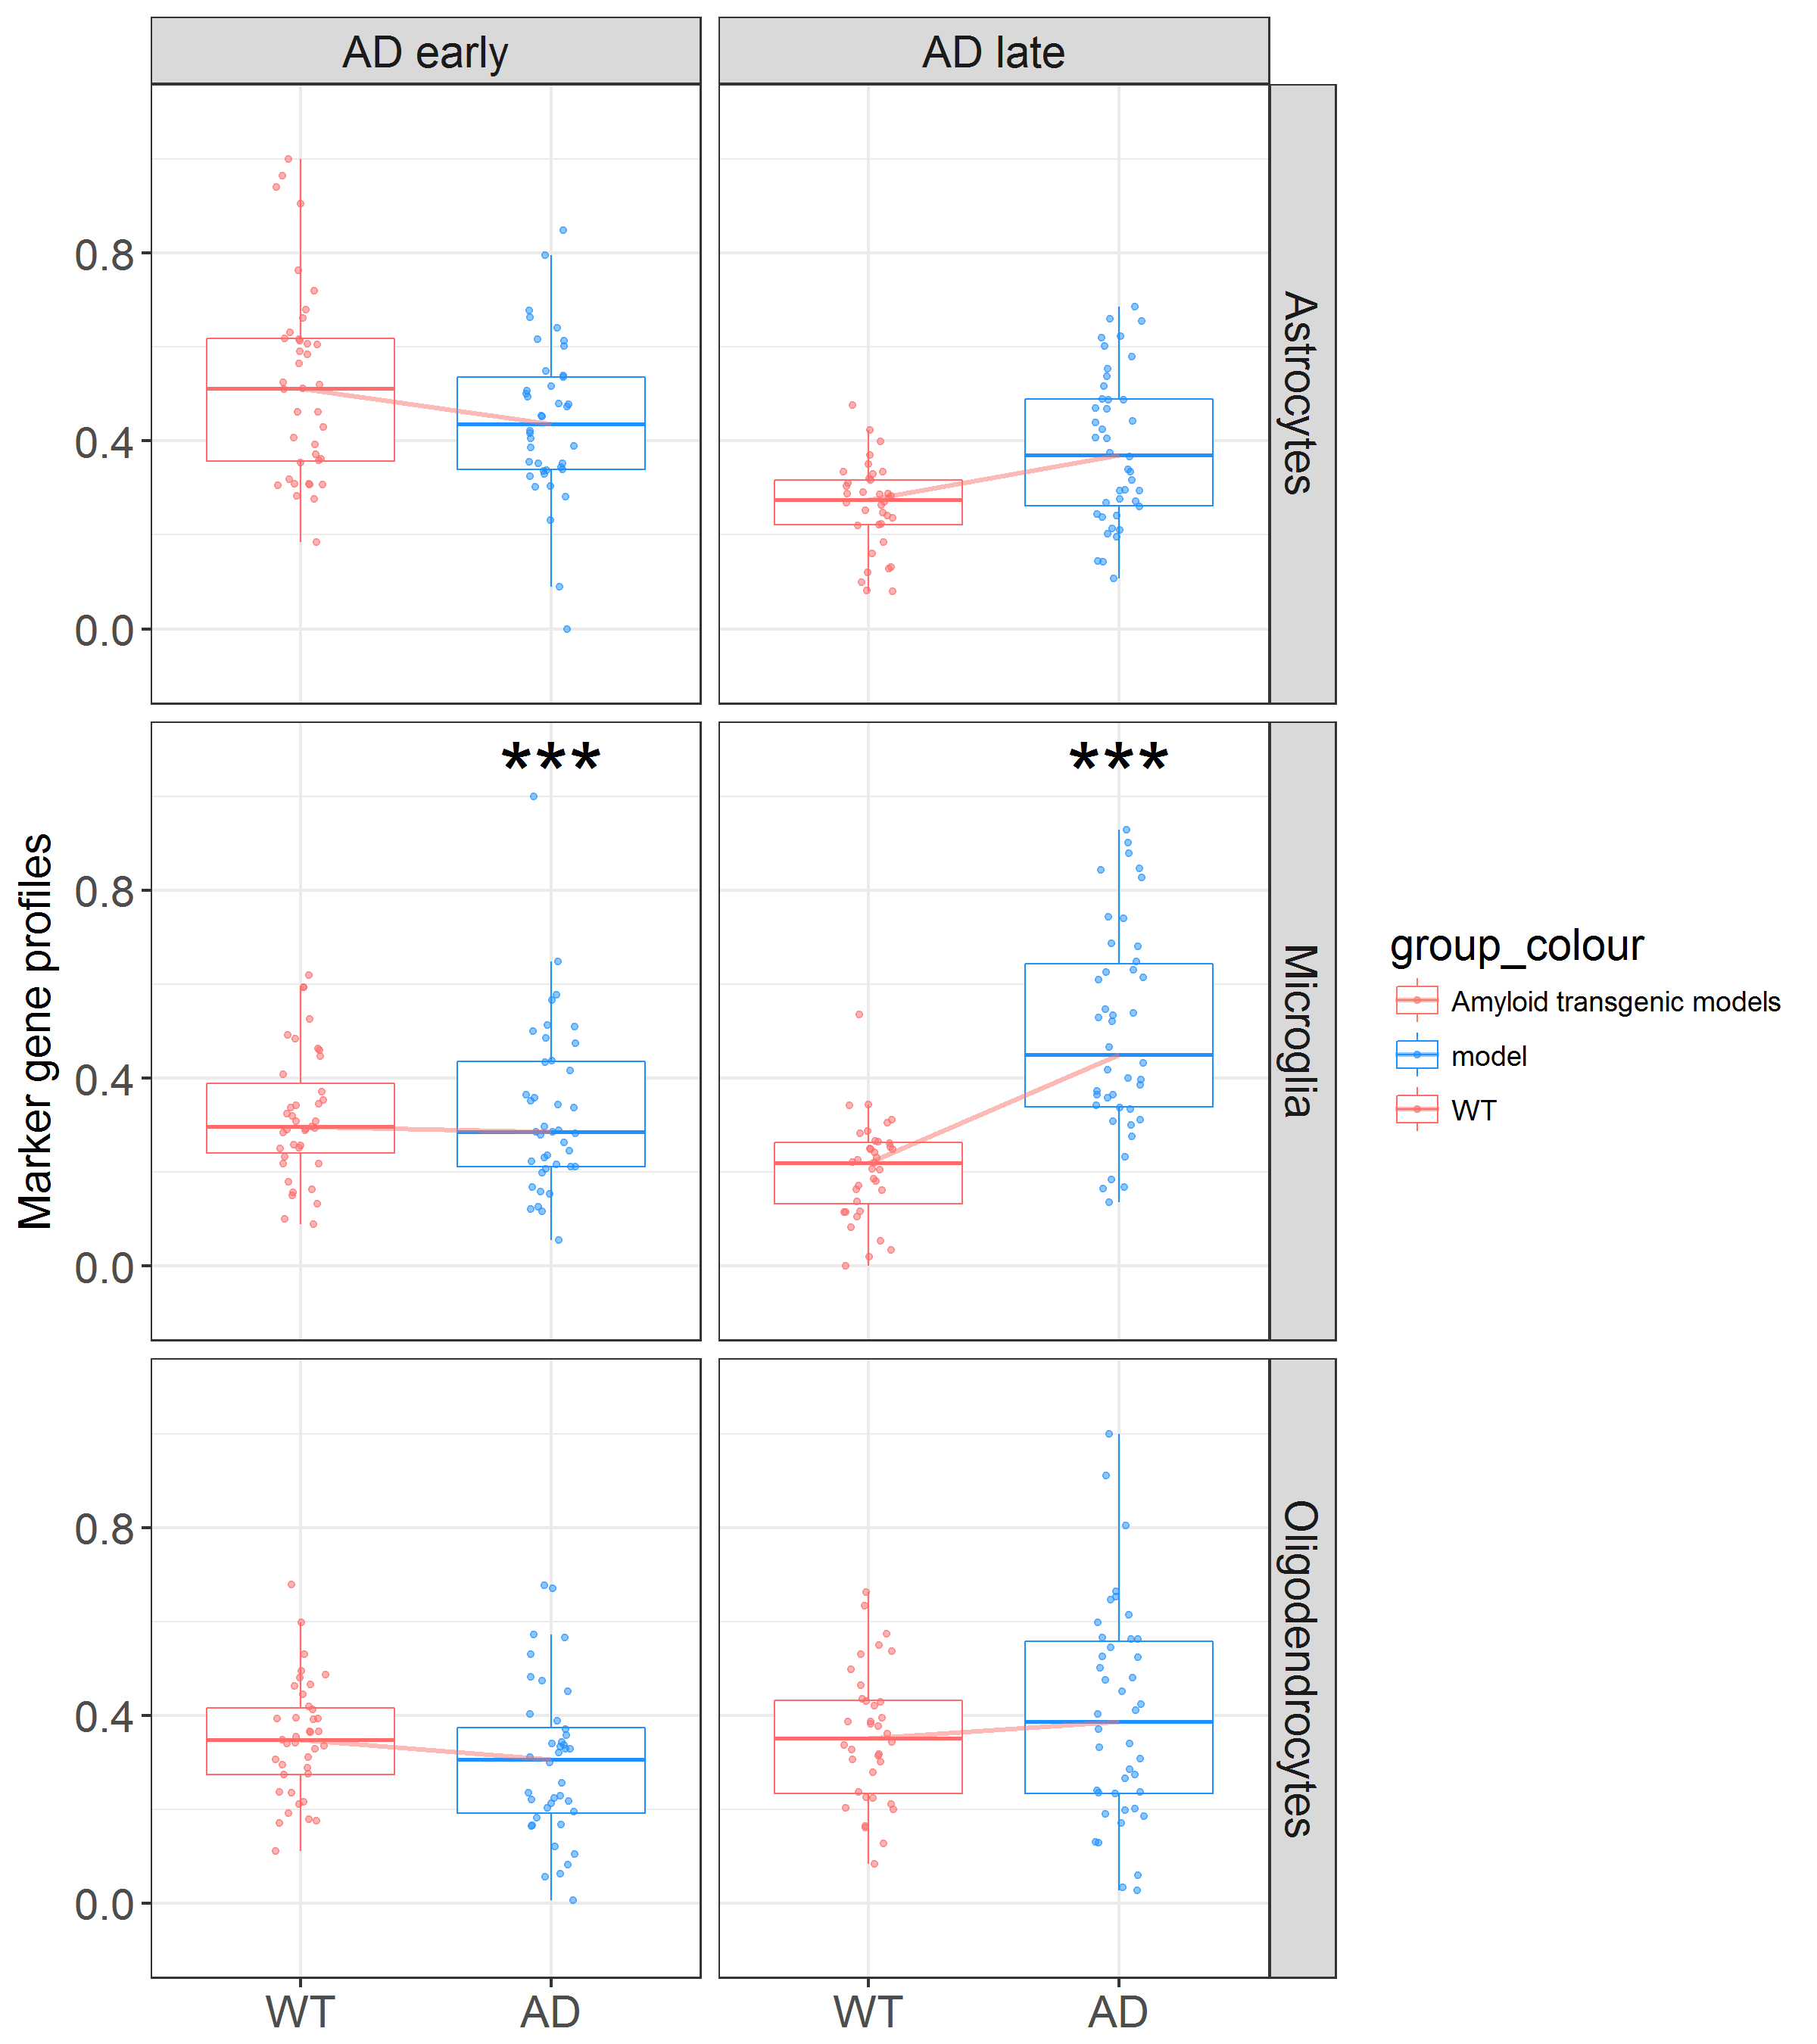 AD early
AD late
0.8
0.4
0.0
Astrocytes
***
***
0.8
0.4
0.0
Microglia
Marker gene profiles
0.8
0.4
0.0
Oligodendrocytes
WT
AD
WT
AD
group_colour
Amyloid transgenic models
model
WT